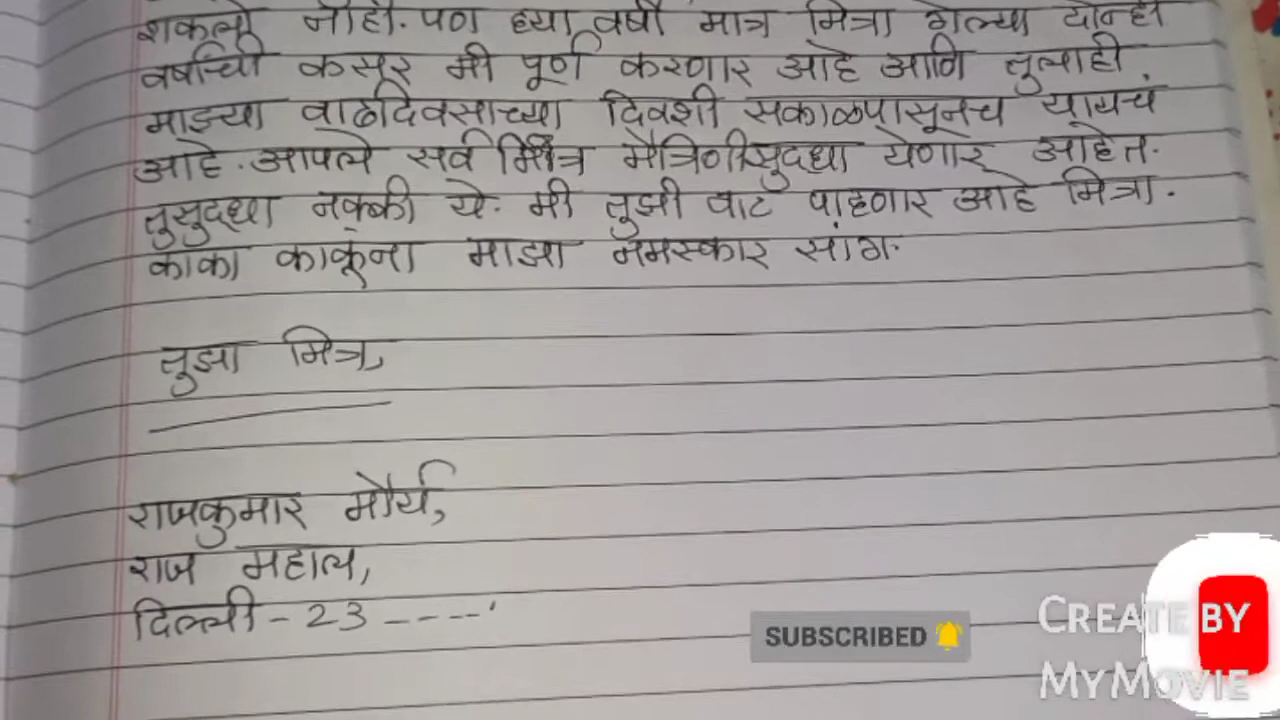 शकलो नाही. पण ह्या वर्षी मात्र मित्रा गेल्या दोन्ही
वर्षाची कसूर मी पूर्ण करणार आहे आणि तुलाही
माझ्या वाढदिवसाच्या दिवशी सकाळपासूनच यायचं
आहे. आपले सर्व मित्र मैत्रिणीसुद्धा येणार आहेत.
तुसुद्धा नक्की ये. मी तुझी वाट पाहणार आहे मित्रा.
काका काकूंना माझा नमस्कार सांग.
तुझा मित्र,
राजकुमार मौर्य,
राज महाल,
दिल्ली - 23 ----'
SUBSCRIBED
CREATE BY
MYMOVIE